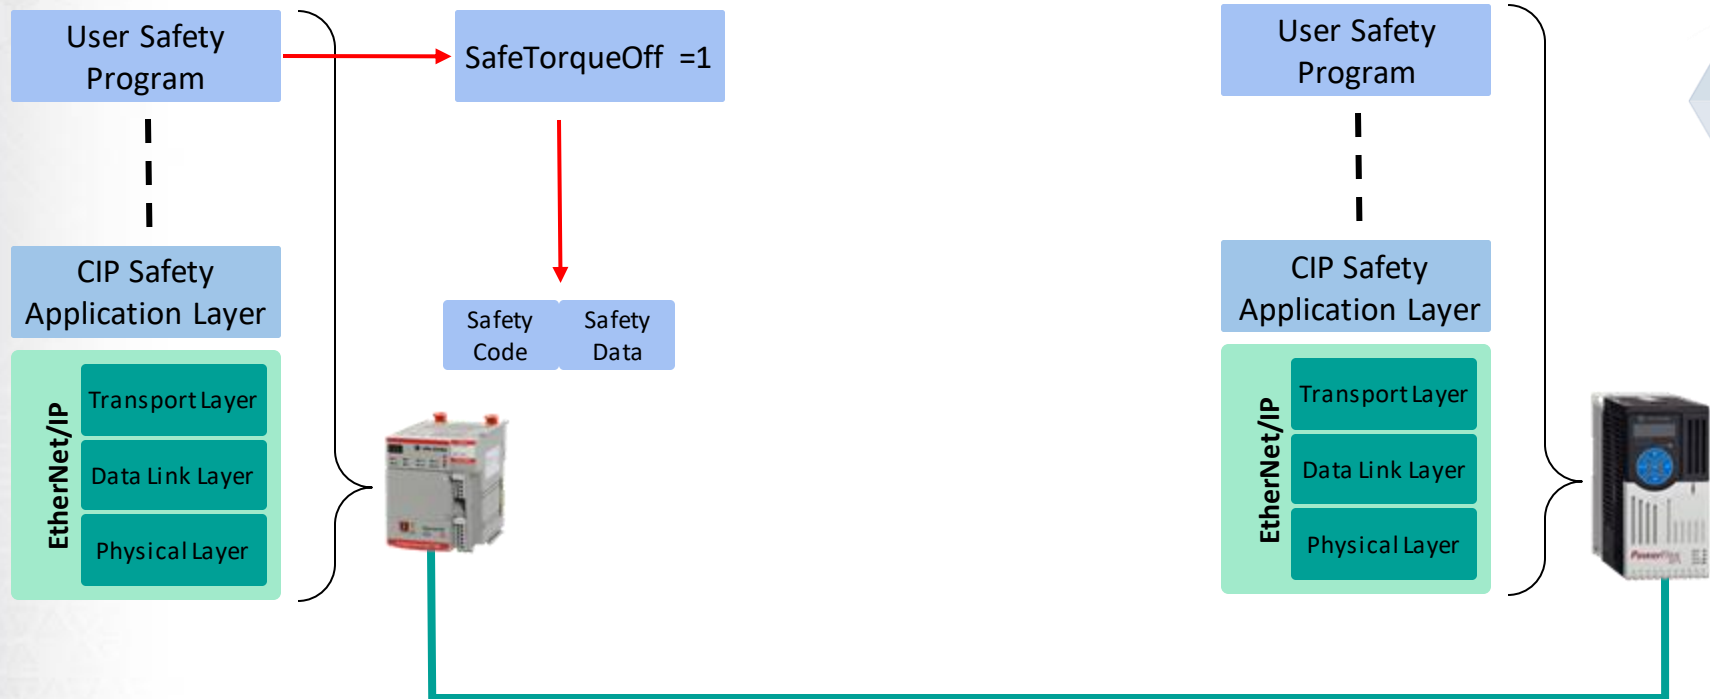 User Safety
Program
SafeTorqueOff =1
CIP Safety
Application Layer
Safety
Code
Safety
Data
EtherNet/IP
Transport Layer
Data Link Layer
Physical Layer
User Safety
Program
CIP Safety
Application Layer
EtherNet/IP
Transport Layer
Data Link Layer
Physical Layer
PowerFlex